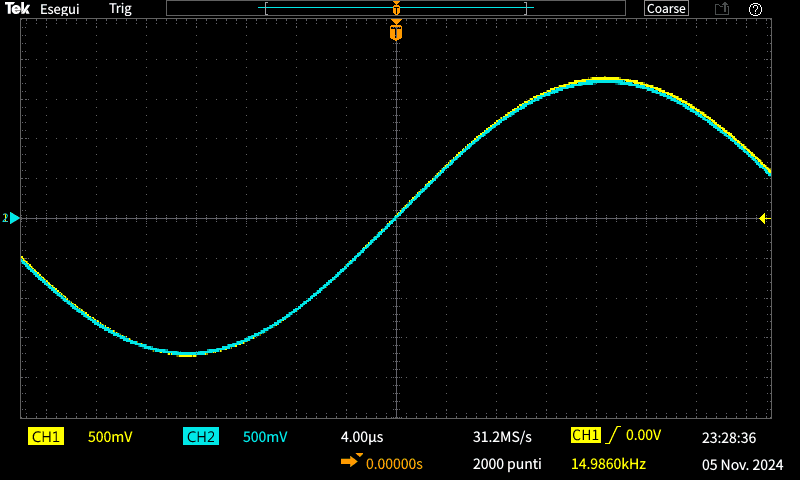 Tek Esegui Trig Coarse ?
T
T
2
CH1 500mV CH2 500mV 4.00µs 31.2MS/s CH1 0.00V 23:28:36
0.00000s 2000 punti 14.9860kHz 05 Nov. 2024